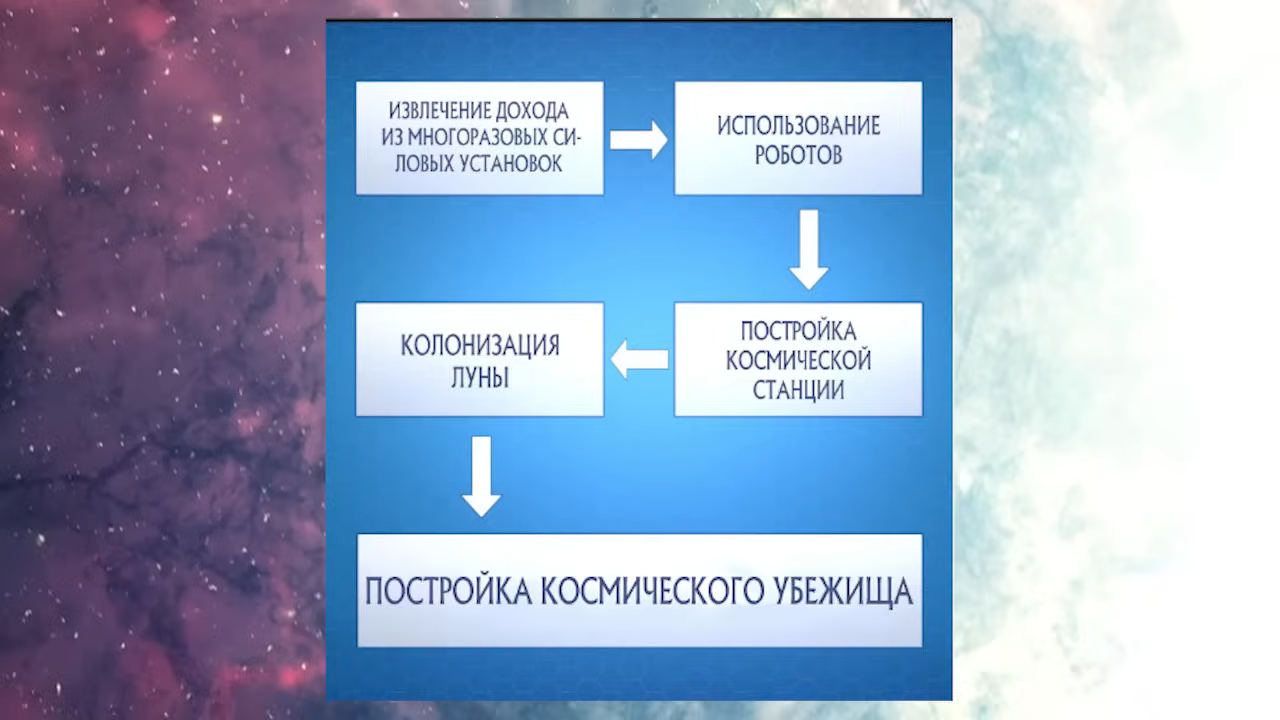 ИЗВЛЕЧЕНИЕ ДОХОДА
ИЗ МНОГОРАЗОВЫХ СИ-
ЛОВЫХ УСТАНОВОК
ИСПОЛЬЗОВАНИЕ
РОБОТОВ
ПОСТРОЙКА
КОСМИЧЕСКОЙ
СТАНЦИИ
КОЛОНИЗАЦИЯ
ЛУНЫ
ПОСТРОЙКА КОСМИЧЕСКОГО УБЕЖИЩА